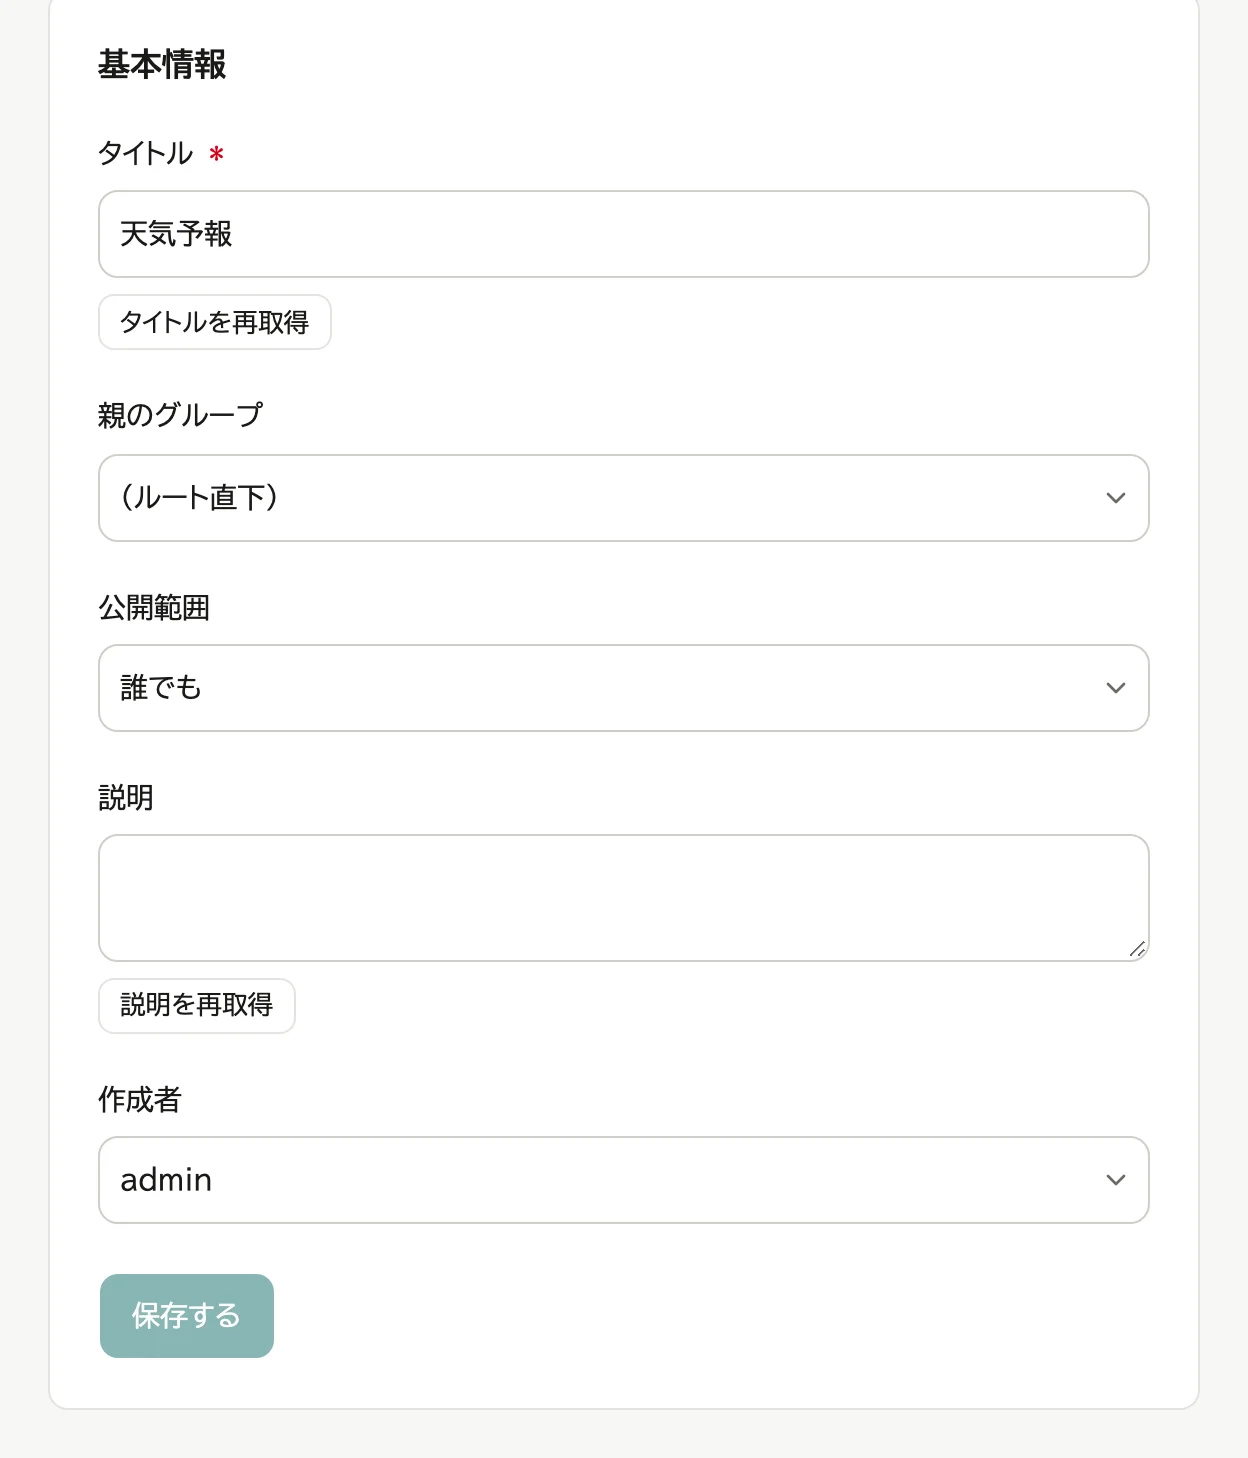 基本情報
タイトル *
天気予報
タイトルを再取得
親のグループ
（ルート直下）
公開範囲
誰でも
説明
説明を再取得
作成者
admin
保存する